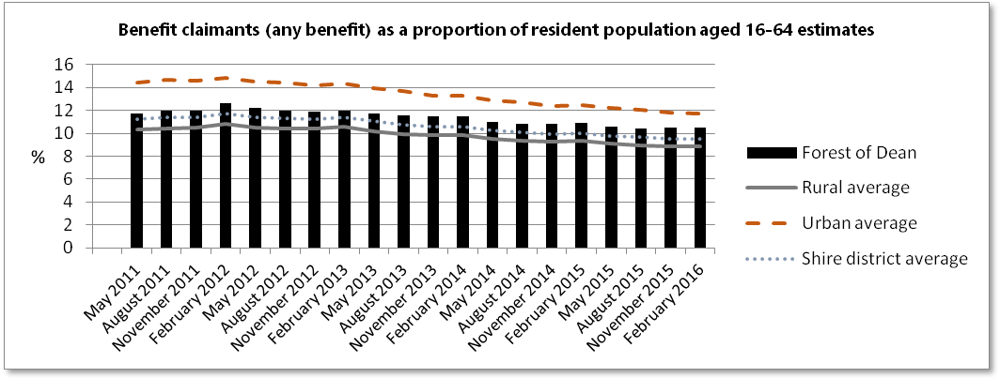 Benefit claimants (any benefit) as a proportion of resident population aged 16-64 estimates
16
14
12
10
8
6
4
2
0
%
May 2011
August 2011
November 2011
February 2012
May 2012
August 2012
November 2012
February 2013
May 2013
August 2013
November 2013
February 2014
May 2014
August 2014
November 2014
February 2015
May 2015
August 2015
November 2015
February 2016
Forest of Dean
Rural average
Urban average
Shire district average